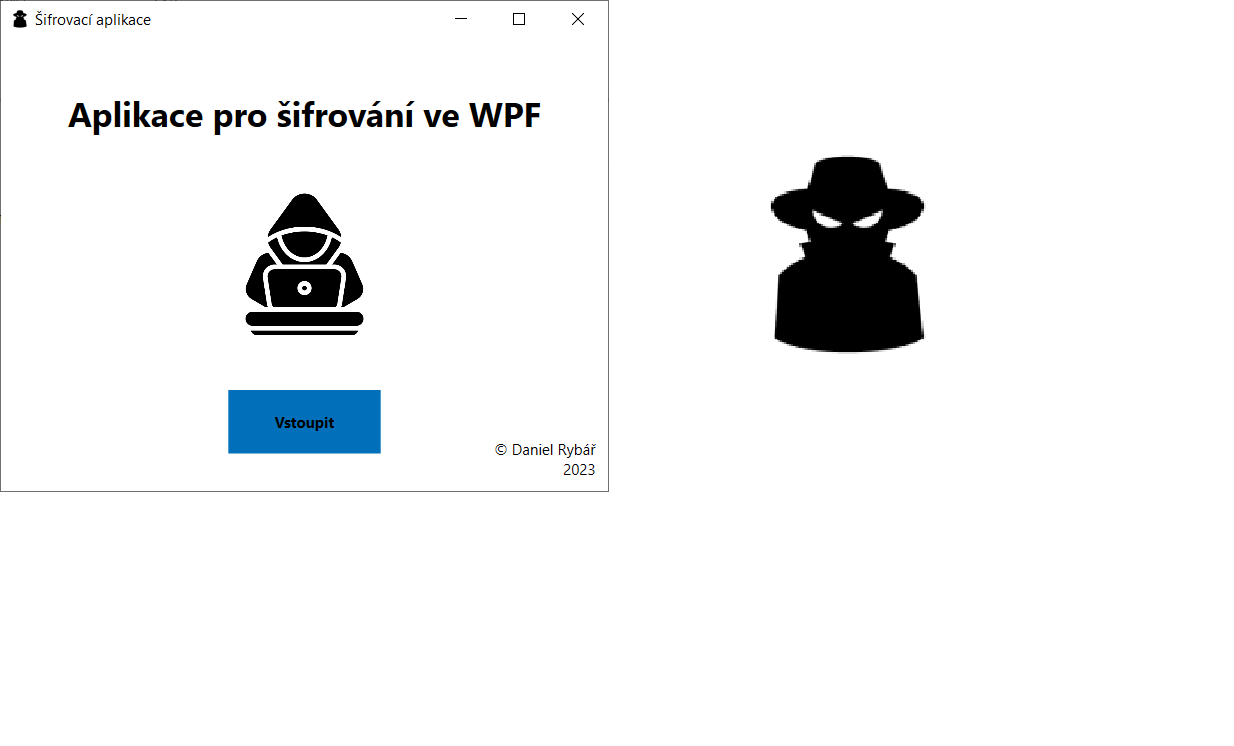 Šifrovací aplikace
Aplikace pro šifrování ve WPF
Vstoupit
© Daniel Rybář
2023